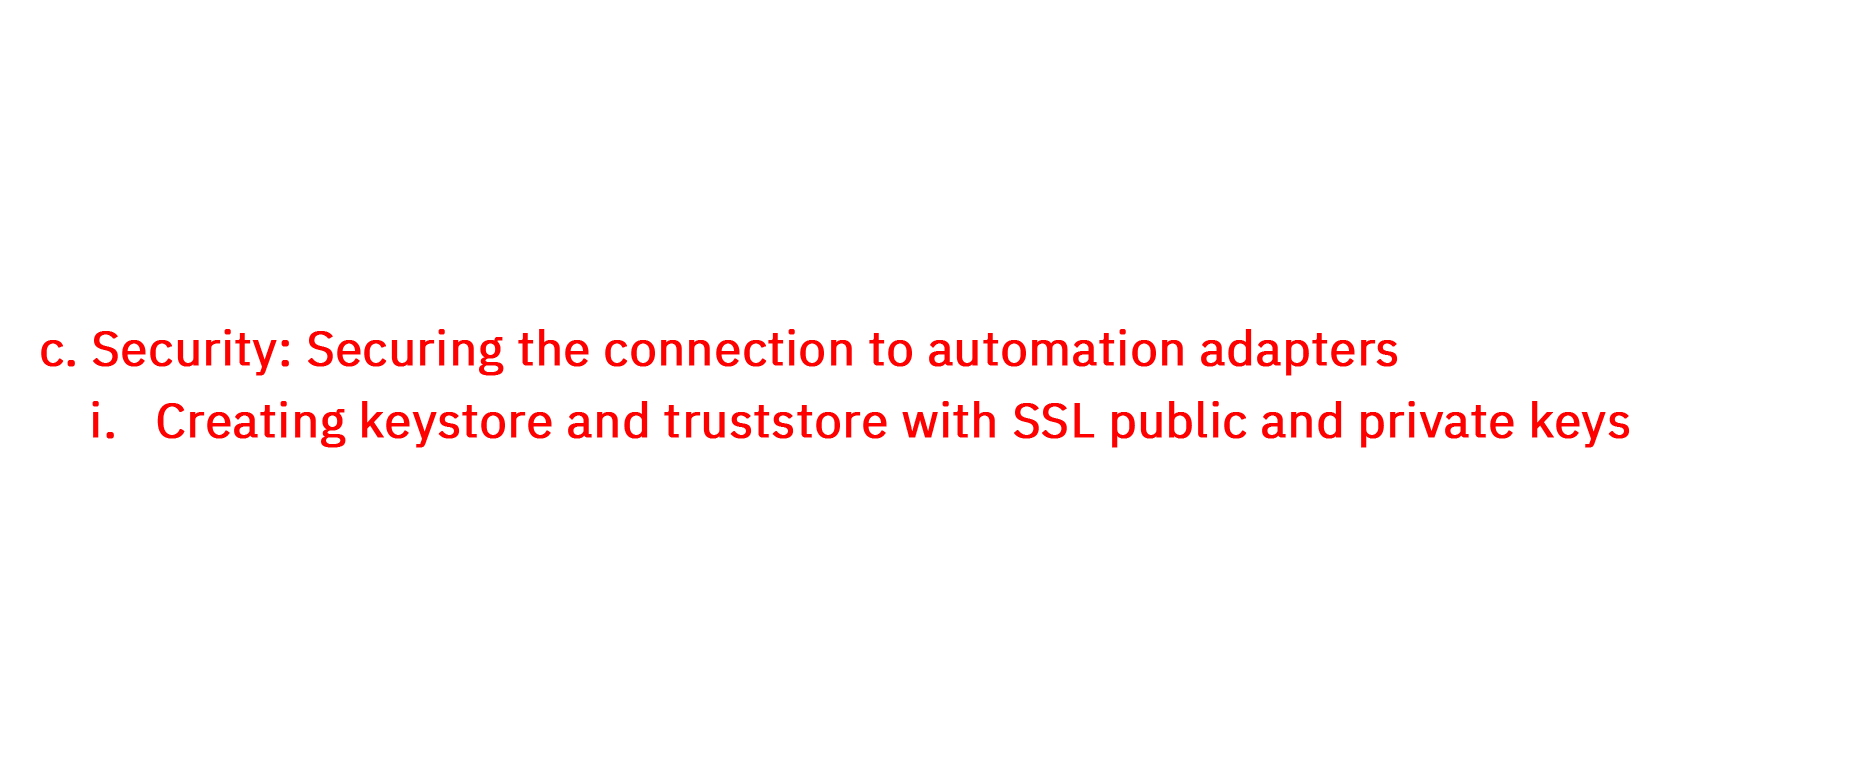 c. Security: Securing the connection to automation adapters
i. Creating keystore and truststore with SSL public and private keys